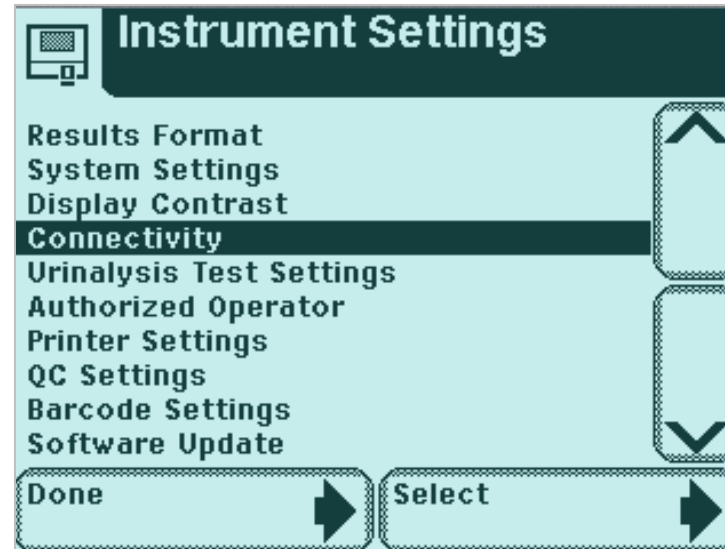 Instrument Settings
Results Format
System Settings
Display Contrast
Connectivity
Urinalysis Test Settings
Authorized Operator
Printer Settings
QC Settings
Barcode Settings
Software Update
Done
Select